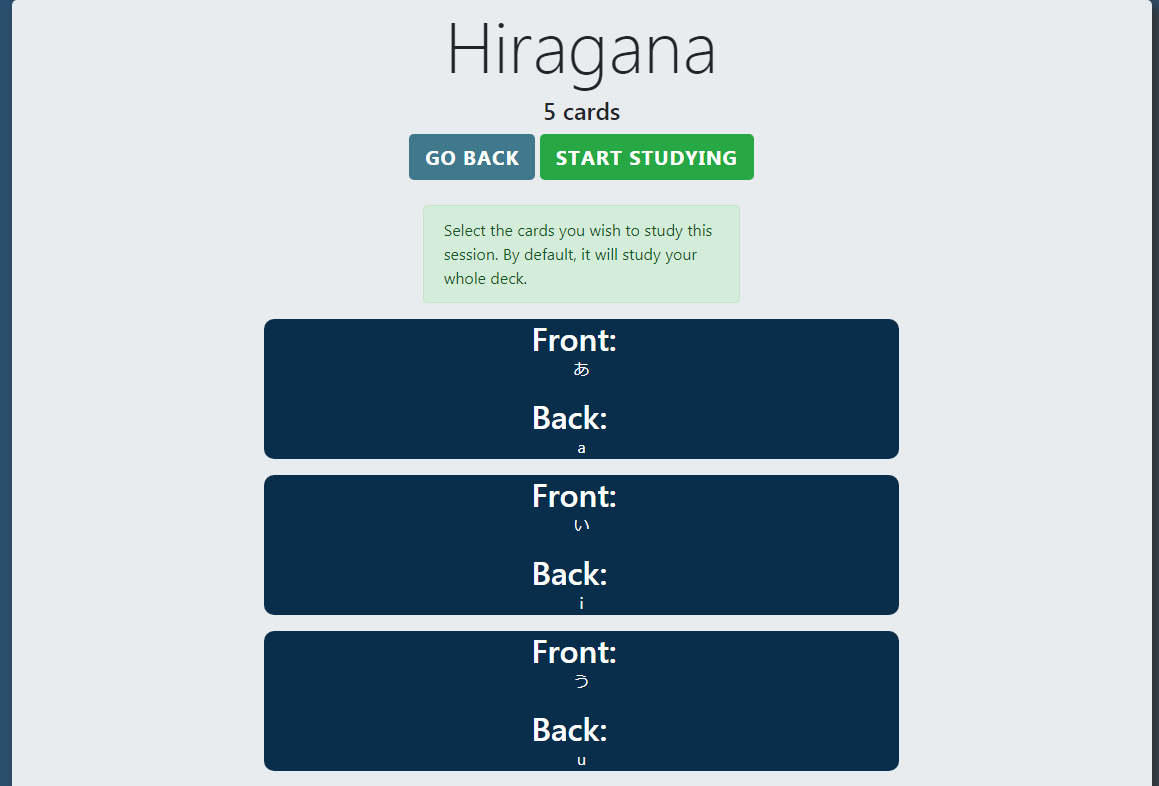 Hiragana
5 cards
GO BACK START STUDYING
Select the cards you wish to study this
session. By default, it will study your
whole deck.
Front:
あ
Back:
a
Front:
い
Back:
i
Front:
う
Back:
u